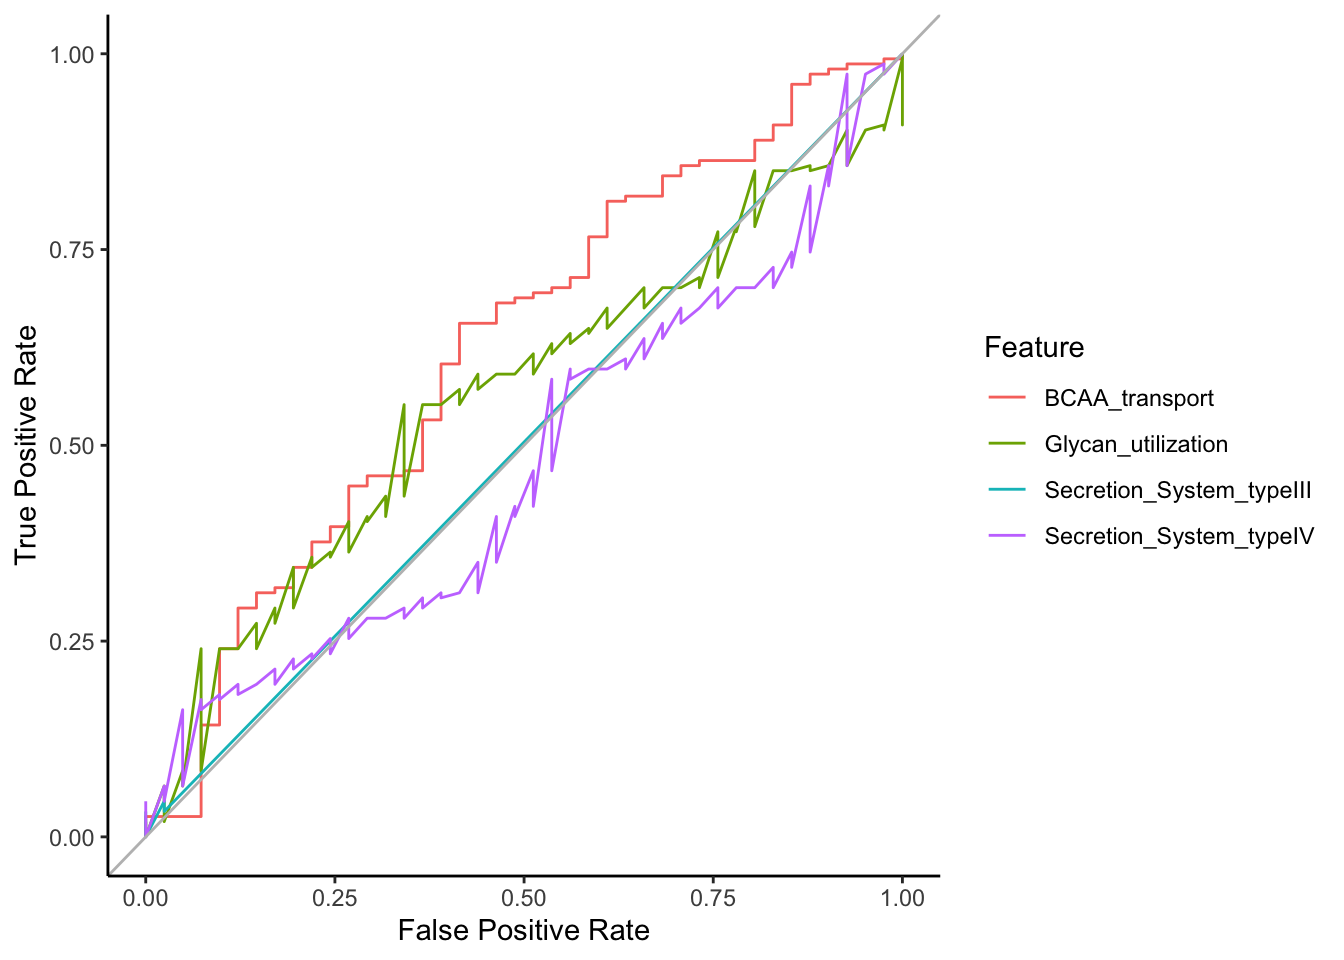 1.00
0.75
0.50
0.25
0.00
True Positive Rate
0.00 0.25 0.50 0.75 1.00
False Positive Rate
Feature
BCAA_transport
Glycan_utilization
Secretion_System_typeIII
Secretion_System_typeIV